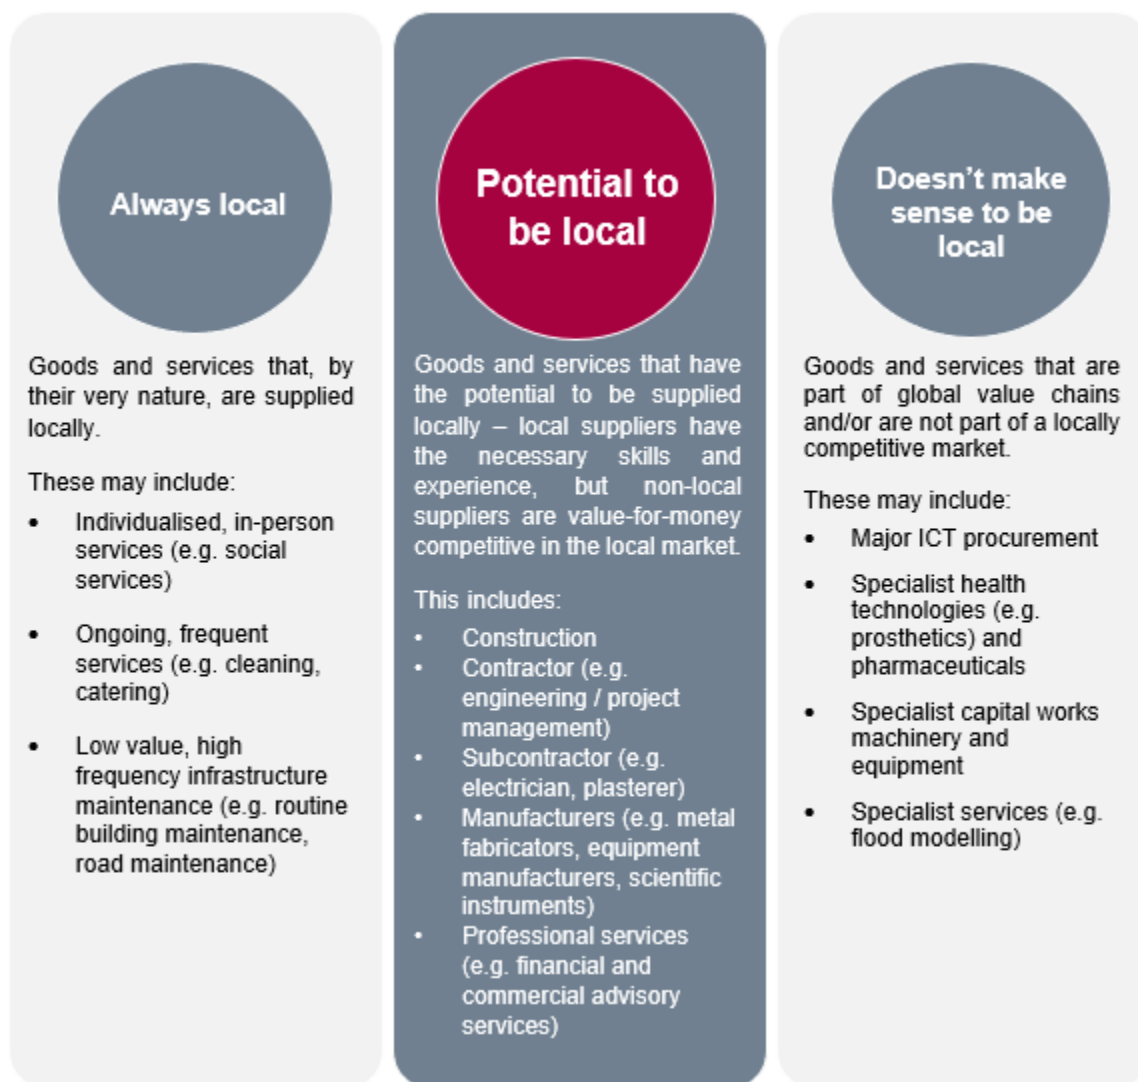 Always local
Goods and services that, by
their very nature, are supplied
locally.
These may include:
• Individualised, in-person
services (e.g. social
services)
• Ongoing, frequent
services (e.g. cleaning,
catering)
• Low value, high
frequency infrastructure
maintenance (e.g. routine
building maintenance,
road maintenance)
Potential to
be local
Goods and services that have
the potential to be supplied
locally – local suppliers have
the necessary skills and
experience, but non-local
suppliers are value-for-money
competitive in the local market.
This includes:
• Construction
• Contractor (e.g.
engineering / project
management)
• Subcontractor (e.g.
electrician, plasterer)
• Manufacturers (e.g. metal
fabricators, equipment
manufacturers, scientific
instruments)
• Professional services
(e.g. financial and
commercial advisory
services)
Doesn’t make
sense to be
local
Goods and services that are
part of global value chains
and/or are not part of a locally
competitive market.
These may include:
• Major ICT procurement
• Specialist health
technologies (e.g.
prosthetics) and
pharmaceuticals
• Specialist capital works
machinery and
equipment
• Specialist services (e.g.
flood modelling)